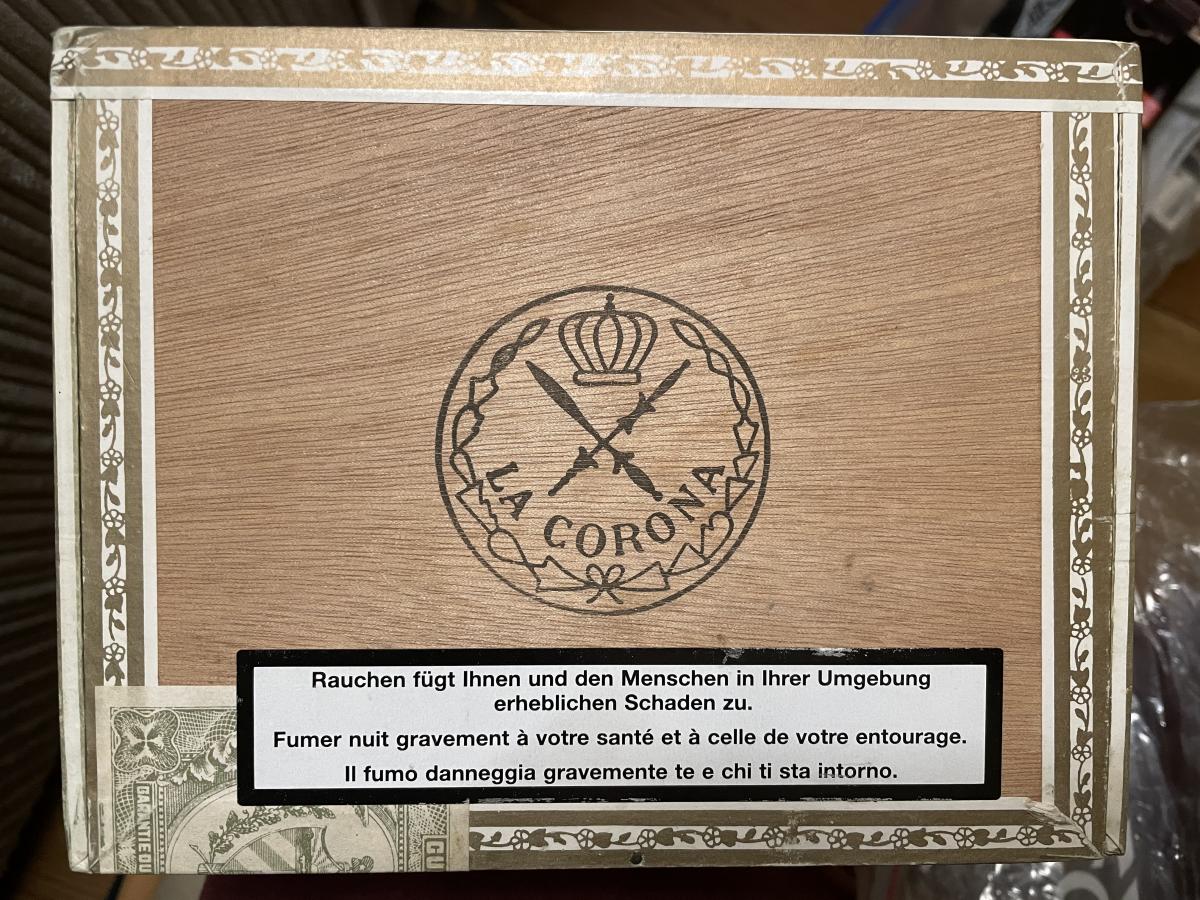 LA CORONA
Rauchen fügt Ihnen und den Menschen in Ihrer Umgebung
erheblichen Schaden zu.
Fumer nuit gravement à votre santé et à celle de votre entourage.
Il fumo danneggia gravemente te e chi ti sta intorno.